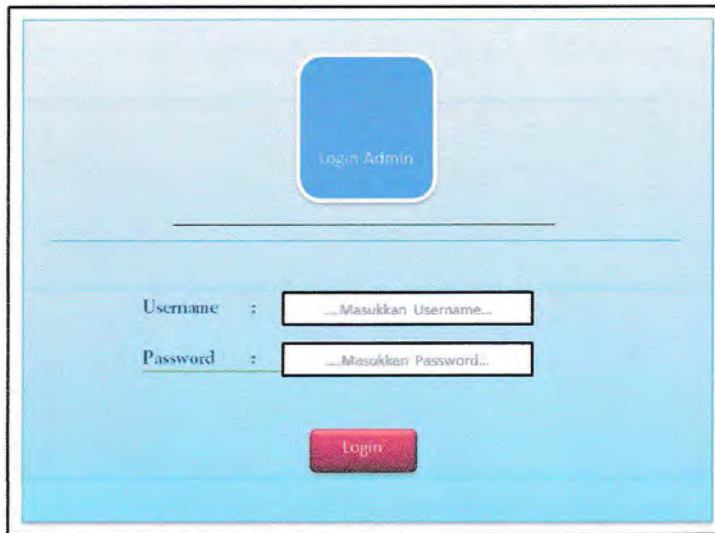 Login Admin
Username : ....Masukkan Username...
Password : ....Masukkan Password...
Login